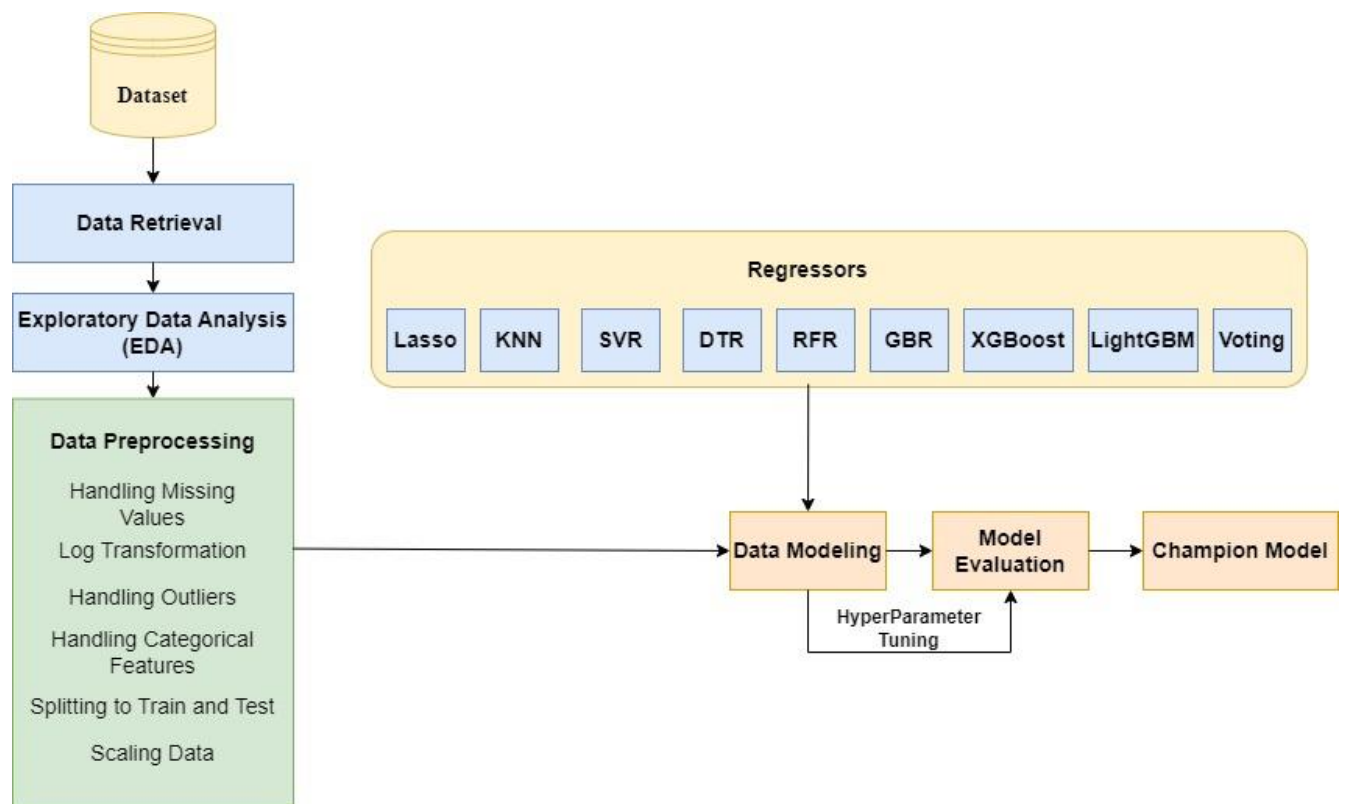 Dataset
Data Retrieval
Exploratory Data Analysis
(EDA)
Data Preprocessing
Handling Missing
Values
Log Transformation
Handling Outliers
Handling Categorical
Features
Splitting to Train and Test
Scaling Data
Regressors
Lasso
KNN
SVR
DTR
RFR
GBR
XGBoost
LightGBM
Voting
Data Modeling
Model
Evaluation
Champion Model
HyperParameter
Tuning